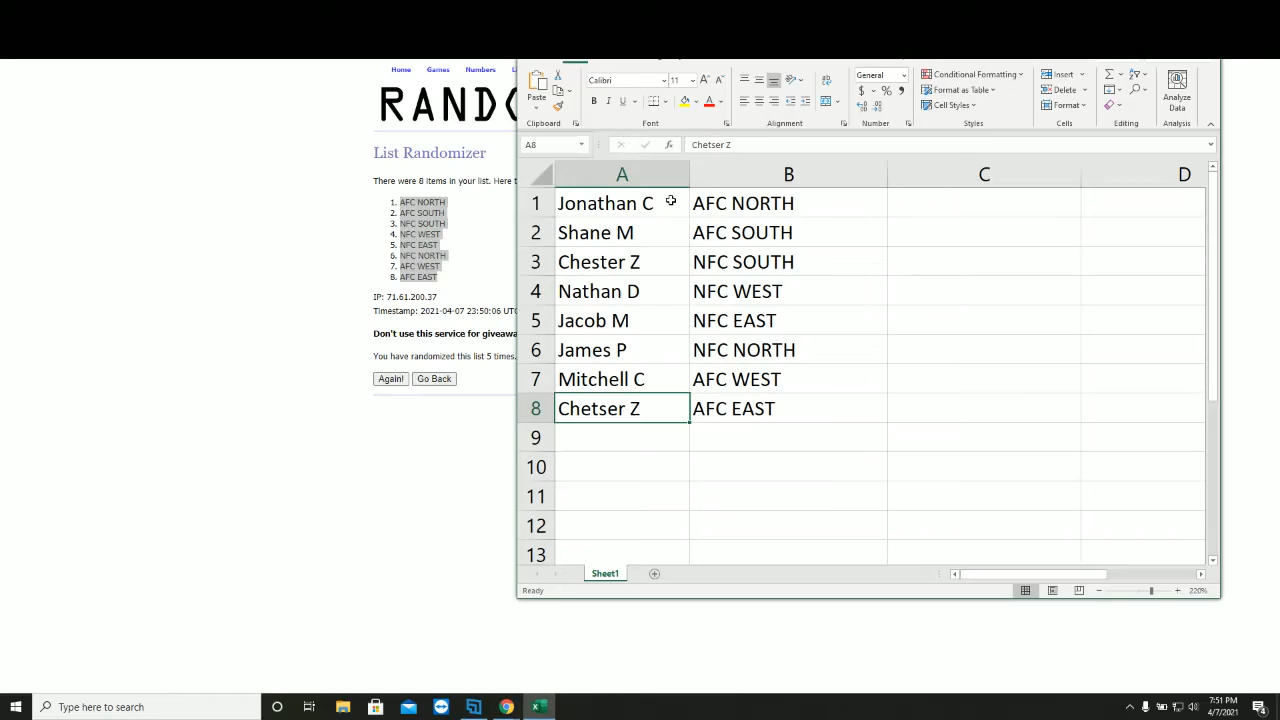 Home Games Numbers
RANDO
List Randomizer
There were 8 items in your list. Here
1. AFC NORTH
2. AFC SOUTH
3. NFC SOUTH
4. NFC WEST
5. NFC EAST
6. NFC NORTH
7. AFC WEST
8. AFC EAST
IP: 71.61.200.37
Timestamp: 2021-04-07 23:50:06 UTC
Don't use this service for giveawa
You have randomized this list 5 times.
Again! Go Back
Paste
Clipboard
Calibri 11
B I U
Font
Alignment
General
$ % 9
Number
Conditional Formatting
Format as Table
Cell Styles
Styles
Insert
Delete
Format
Cells
Editing
Analyze
Data
Analysis
A8 fx Chetser Z
A B C D
1 Jonathan C AFC NORTH
2 Shane M AFC SOUTH
3 Chester Z NFC SOUTH
4 Nathan D NFC WEST
5 Jacob M NFC EAST
6 James P NFC NORTH
7 Mitchell C AFC WEST
8 Chetser Z AFC EAST
9
10
11
12
13
Sheet1
Ready 220%
Type here to search
7:51 PM
4/7/2021
4